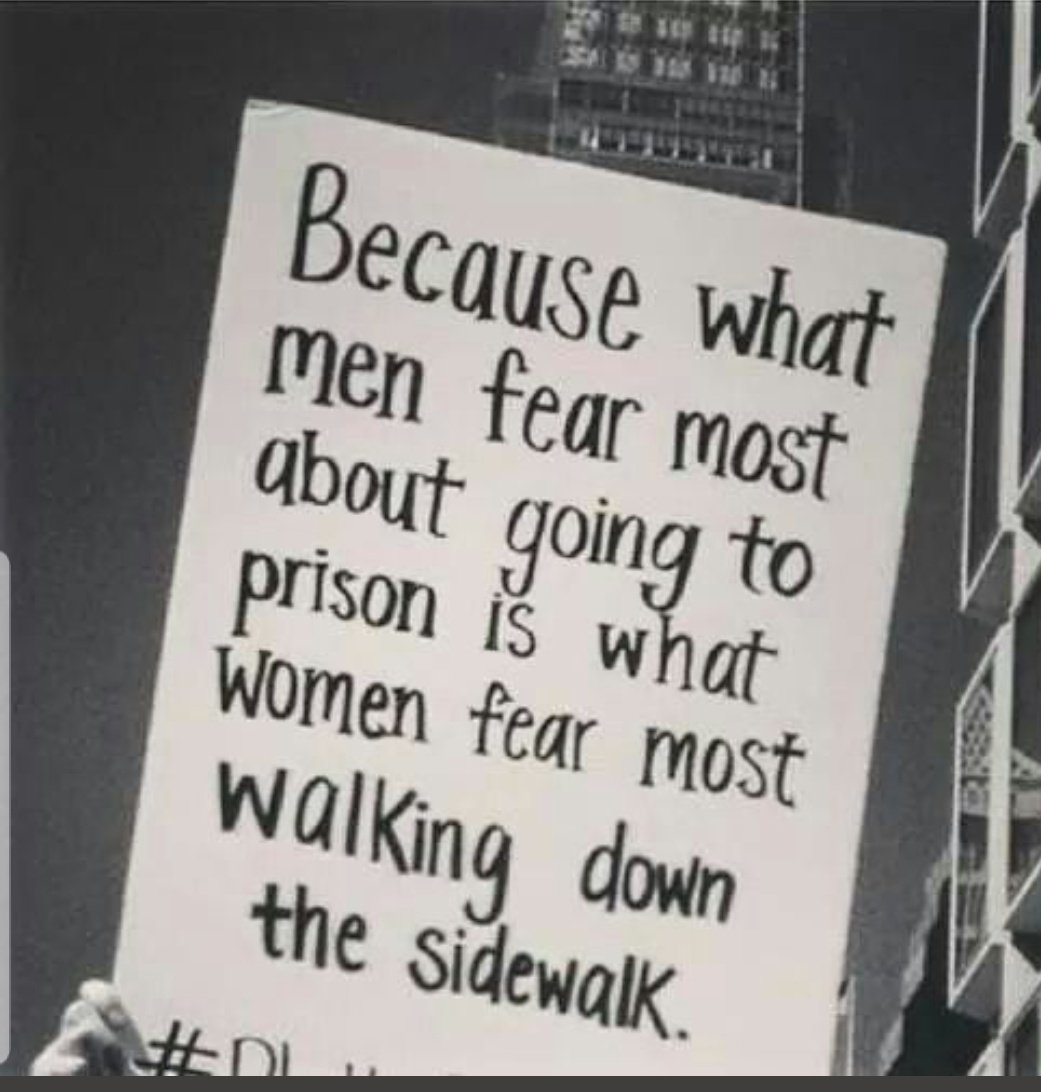 Because what
men fear most
about going to
prison is what
women fear most
walking down
the sidewalk.